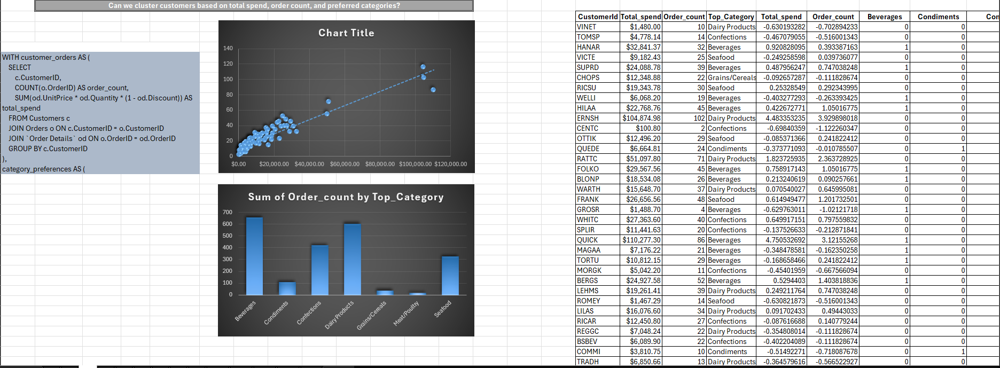 Can we cluster customers based on total spend, order count, and preferred categories?
WITH customer_orders AS (
SELECT
c.CustomerID,
COUNT(o.OrderID) AS order_count,
SUM(od.UnitPrice * od.Quantity * (1 - od.Discount)) AS
total_spend
FROM Customers c
JOIN Orders o ON c.CustomerID = o.CustomerID
JOIN `Order Details` od ON o.OrderID = od.OrderID
GROUP BY c.CustomerID
),
category_preferences AS (
Chart Title
140
120
100
80
60
40
20
0
$0.00 $20,000.00 $40,000.00 $60,000.00 $80,000.00 $100,000.00 $120,000.00
Sum of Order_count by Top_Category
700
600
500
400
300
200
100
0
Beverages Condiments Confections Dairy Products Grains/Cereals Meat/Poultry Seafood
CustomerId Total_spend Order_count Top_Category Total_spend Order_count Beverages Condiments Con
VINET $1,480.00 10 Dairy Products -0.630193282 -0.702894233 0 0
TOMSP $4,778.14 14 Confections -0.467079055 -0.516001343 0 0
HANAR $32,841.37 32 Beverages 0.920828095 0.393387163 1 0
VICTE $9,182.43 25 Seafood -0.249258598 0.039736077 0 0
SUPRD $24,088.78 39 Beverages 0.487956247 0.747038248 1 0
CHOPS $12,348.88 22 Grains/Cereals -0.092657287 -0.111828674 0 0
RICSU $19,343.78 30 Seafood 0.25328549 0.292343995 0 0
WELLI $6,068.20 19 Beverages -0.403277293 -0.263393425 1 0
HILAA $22,768.76 45 Beverages 0.422672771 1.05016775 1 0
ERNSH $104,874.98 102 Dairy Products 4.483353235 3.929898018 0 0
CENTC $100.80 2 Confections -0.69840359 -1.122260347 0 0
OTTIK $12,496.20 29 Seafood -0.085371366 0.241822412 0 0
QUEDE $6,664.81 24 Condiments -0.373771093 -0.010785507 0 1
RATTC $51,097.80 71 Dairy Products 1.823725935 2.363728925 0 0
FOLKO $29,567.56 45 Beverages 0.758917143 1.05016775 1 0
BLONP $18,534.08 26 Beverages 0.213240619 0.090257661 1 0
WARTH $15,648.70 37 Dairy Products 0.070540027 0.645995081 0 0
FRANK $26,656.56 48 Seafood 0.614949477 1.201732501 0 0
GROSR $1,488.70 4 Beverages -0.629763011 -1.02121718 1 0
WHITC $27,363.60 40 Confections 0.649917151 0.797559832 0 0
SPLIR $11,441.63 20 Confections -0.137526633 -0.212871841 0 0
QUICK $110,277.30 86 Beverages 4.750532692 3.12155268 1 0
MAGAA $7,176.22 21 Beverages -0.348478581 -0.162350258 1 0
TORTU $10,812.15 29 Beverages -0.168658466 0.241822412 1 0
MORGK $5,042.20 11 Confections -0.45401959 -0.667566094 0 0
BERGS $24,927.58 52 Beverages 0.5294403 1.403818836 1 0
LEHMS $19,261.41 39 Dairy Products 0.249211764 0.747038248 0 0
ROMEY $1,467.29 14 Seafood -0.630821873 -0.516001343 0 0
LILAS $16,076.60 34 Dairy Products 0.091702433 0.49443033 0 0
RICAR $12,450.80 27 Confections -0.087616688 0.140779244 0 0
REGGC $7,048.24 22 Dairy Products -0.354808014 -0.111828674 0 0
BSBEV $6,089.90 22 Confections -0.402204089 -0.111828674 0 0
COMMI $3,810.75 10 Condiments -0.51492271 -0.718087678 0 1
TRADH $6,850.66 13 Dairy Products -0.364579616 -0.566522927 0 0